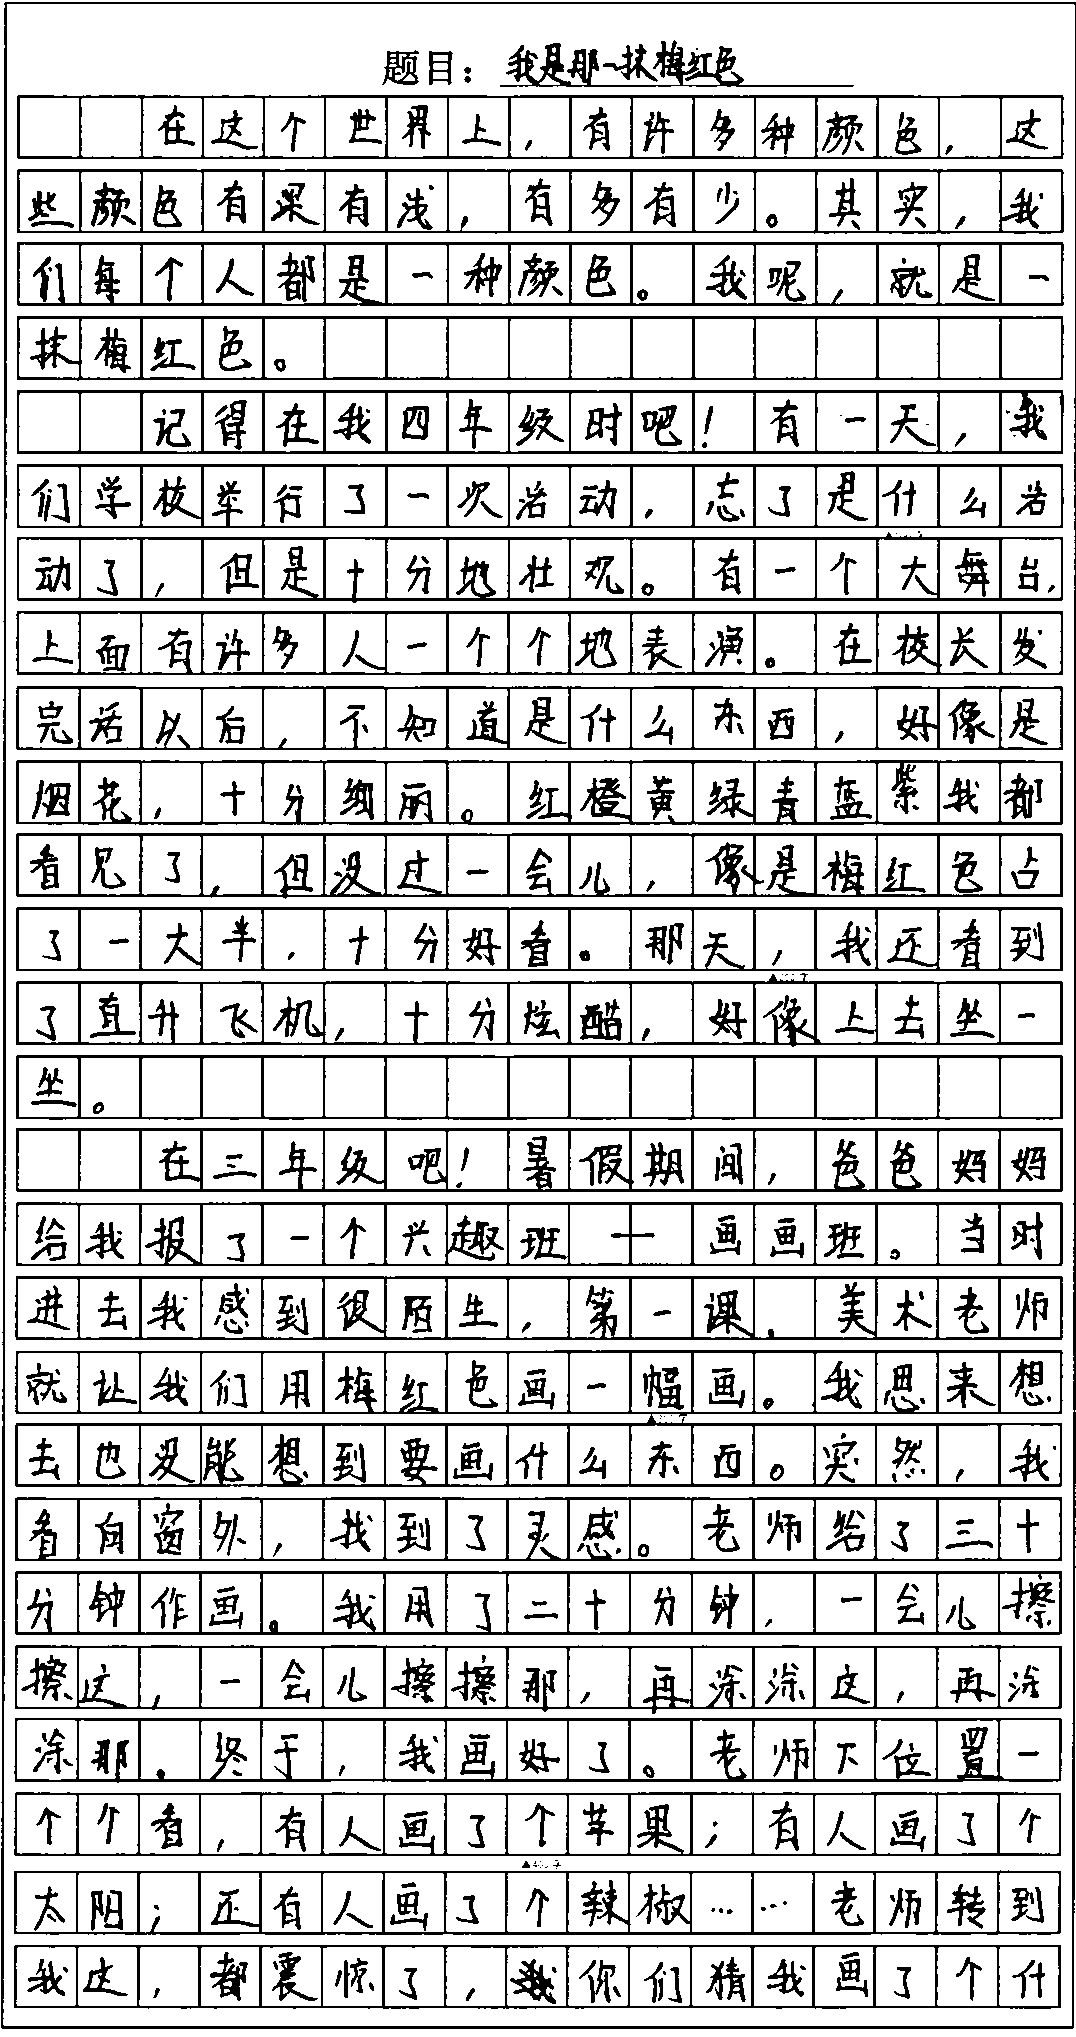 题目：我是那一抹梅红色
在这个世界上，有许多种颜色，这
些颜色有深有浅，有多有少。其实，我
们每个人都是一种颜色。我呢，就是一
抹梅红色。
记得在我四年级时吧！有一天，我
们学校举行了一次活动，忘了是什么活
动了，但是十分地壮观。有一个大舞台，
上面有许多人一个个地表演。在校长发
完话以后，不知道是什么东西，好像是
烟花，十分绚丽。红橙黄绿青蓝紫我都
看见了，但没过一会儿，像是梅红色占
了一大半，十分好看。那天，我还看到
了直升飞机，十分炫酷，好像上去坐一
坐。
在三年级吧！暑假期间，爸爸妈妈
给我报了一个兴趣班——画画班。当时
进去我感到很陌生，第一课，美术老师
就让我们用梅红色画一幅画。我思来想
去也没能想到要画什么东西。突然，我
看向窗外，找到了灵感。老师给了三十
分钟作画。我用了二十分钟，一会儿擦
擦这，一会儿擦擦那，再涂涂这，再涂
涂那。终于，我画好了。老师下位置一
个个看，有人画了个苹果；有人画了个
太阳；还有人画了个辣椒……老师转到
我这，都震惊了，你们猜我画了个什